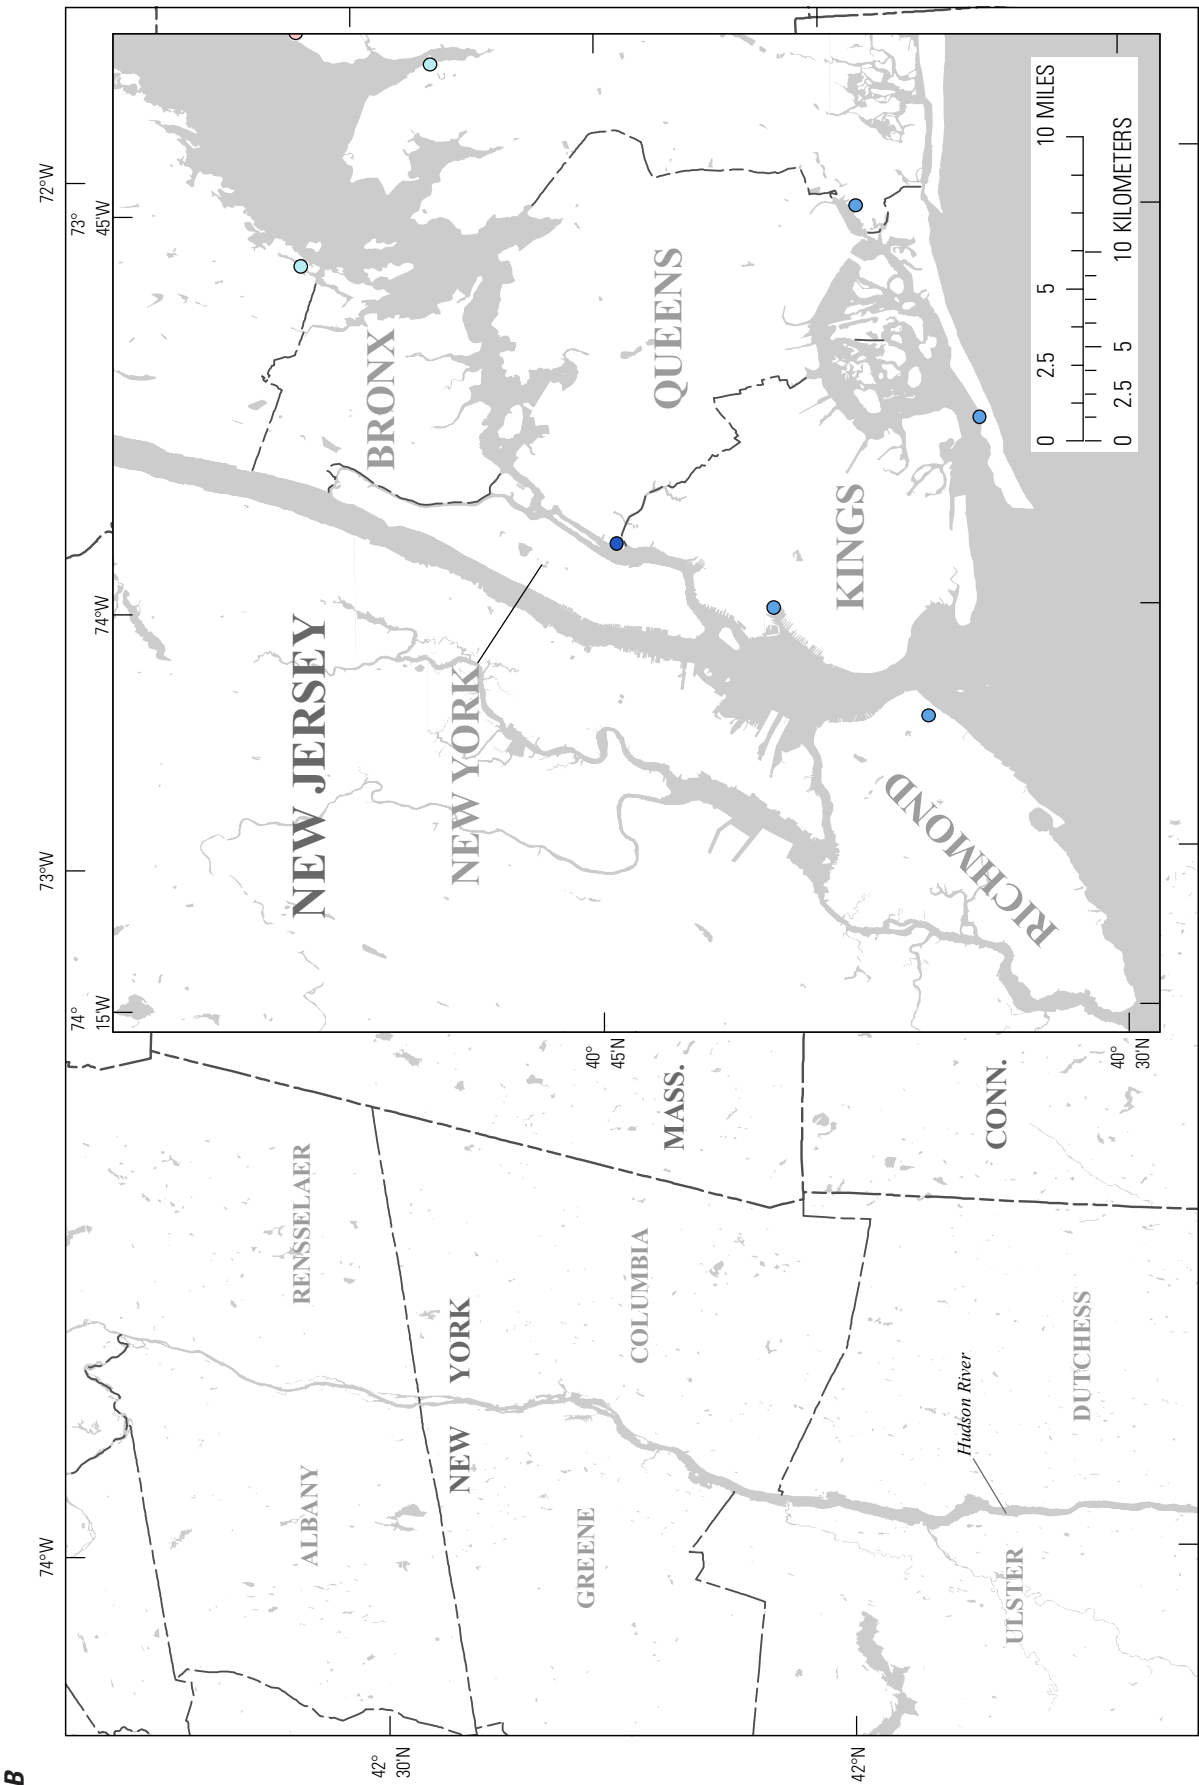 B
74°W
73°W
72°W
42°
30'N
42°N
ALBANY
RENSSELAER
NEW YORK
GREENE
COLUMBIA
MASS.
CONN.
ULSTER
DUTCHESS
Hudson River
74°
15'W
74°W
73°
45'W
40°
45'N
40°
30'N
NEW JERSEY
NEW YORK
BRONX
QUEENS
KINGS
RICHMOND
0 2.5 5 10 MILES
0 2.5 5 10 KILOMETERS